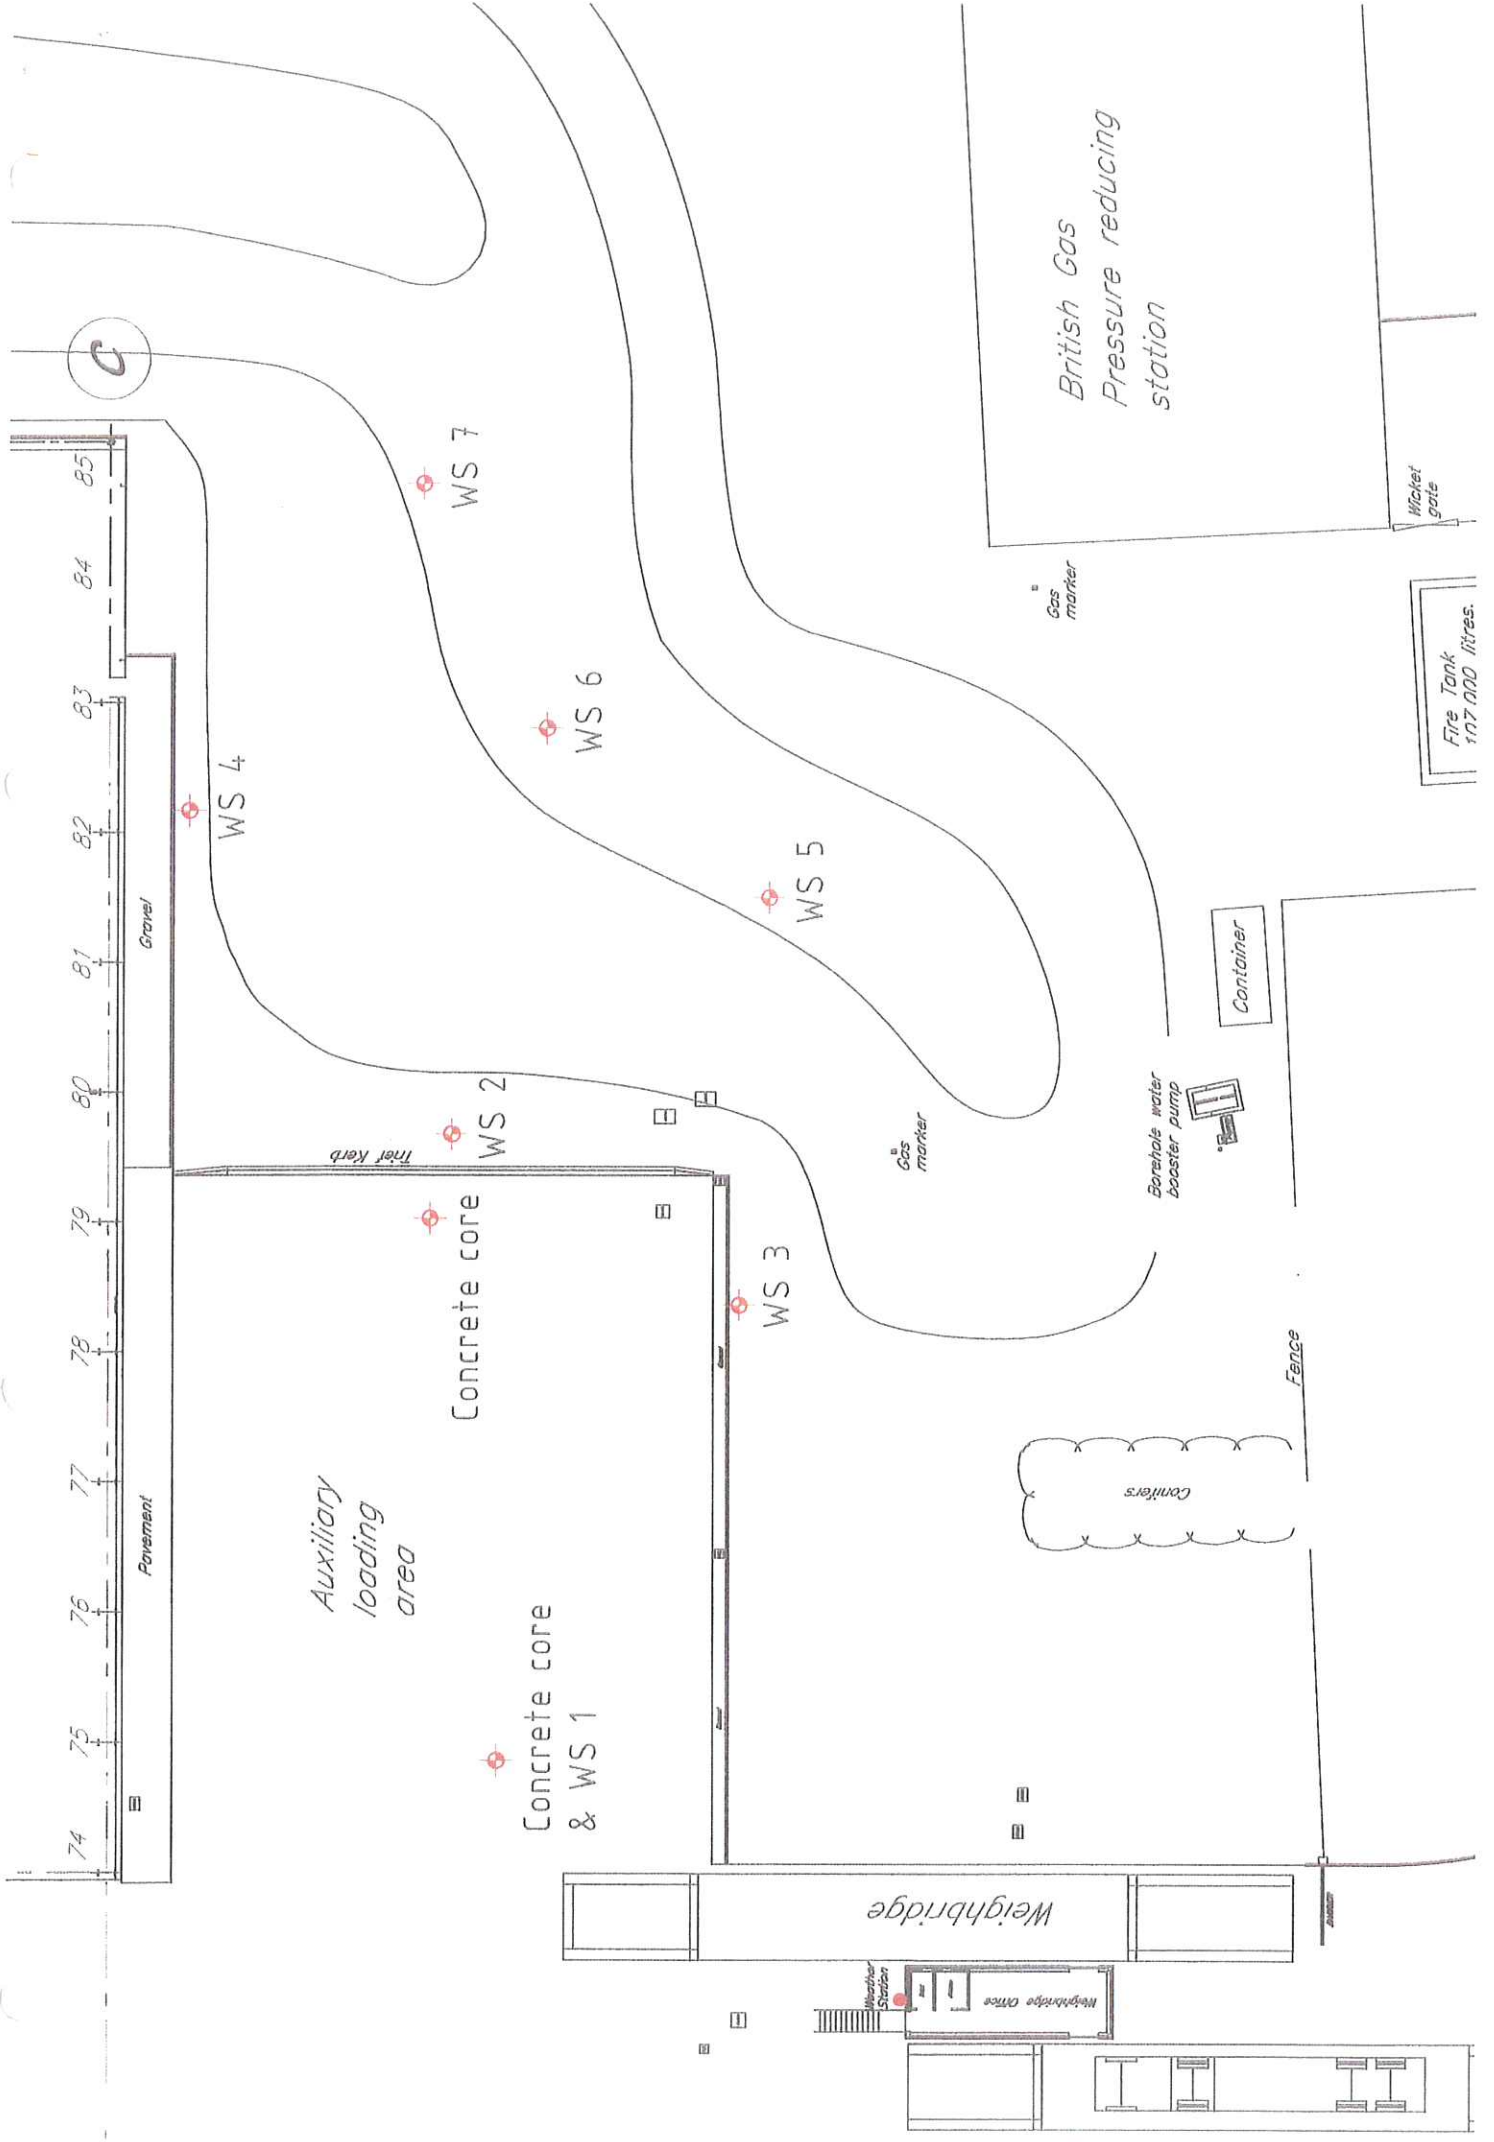 C
74
75
76
77
78
79
80
81
82
83
84
85
Pavement
Gravel
WS 4
WS 7
WS 6
WS 5
WS 2
Trief Kerb
Concrete core
WS 3
Auxiliary
loading
area
Concrete core
& WS 1
British Gas
Pressure reducing
station
Wicket
gate
Gas
marker
Fire Tank
107,000 litres.
Container
Borehole water
booster pump
Gas
marker
Fence
Conifers
Weighbridge
Weather
Station
Weighbridge Office